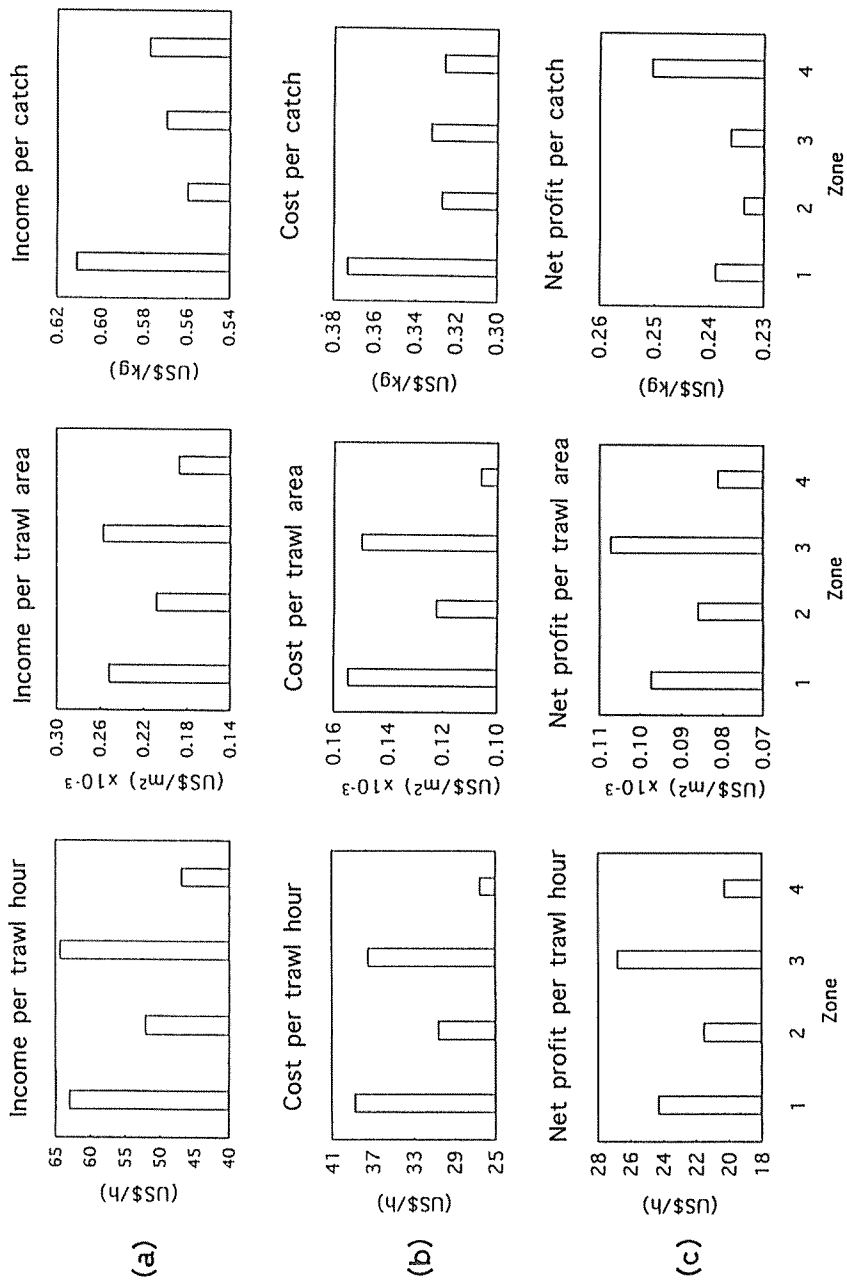 (a)
Income per trawl hour
(US$/h)
65
60
55
50
45
40
Income per trawl area
(US$/m²) x10⁻³
0.30
0.26
0.22
0.18
0.14
Income per catch
(US$/kg)
0.62
0.60
0.58
0.56
0.54
(b)
Cost per trawl hour
(US$/h)
41
37
29
25
Cost per trawl area
(US$/m²) x10⁻³
0.16
0.14
0.12
0.10
Cost per catch
(US$/kg)
0.38
0.36
0.32
0.30
(c)
Net profit per trawl hour
(US$/h)
28
26
22
20
18
1 2 3 4
Zone
Net profit per trawl area
(US$/m²) x10⁻³
0.11
0.10
0.09
0.08
0.07
1 2 3 4
Zone
Net profit per catch
(US$/kg)
0.26
0.25
0.24
0.23
1 2 3 4
Zone